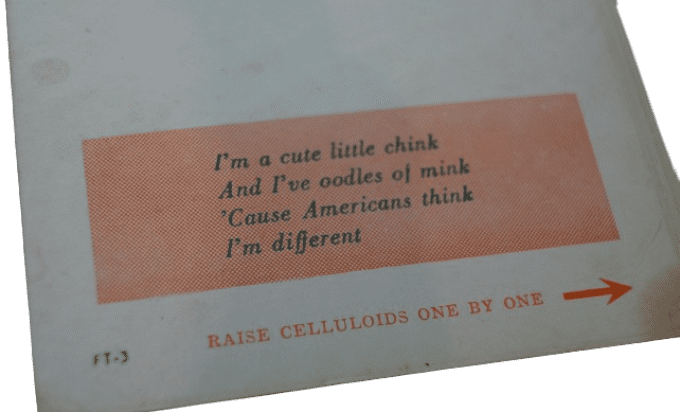 I'm a cute little chink
And I've oodles of mink
'Cause Americans think
I'm different
RAISE CELLULOIDS ONE BY ONE
FT-3